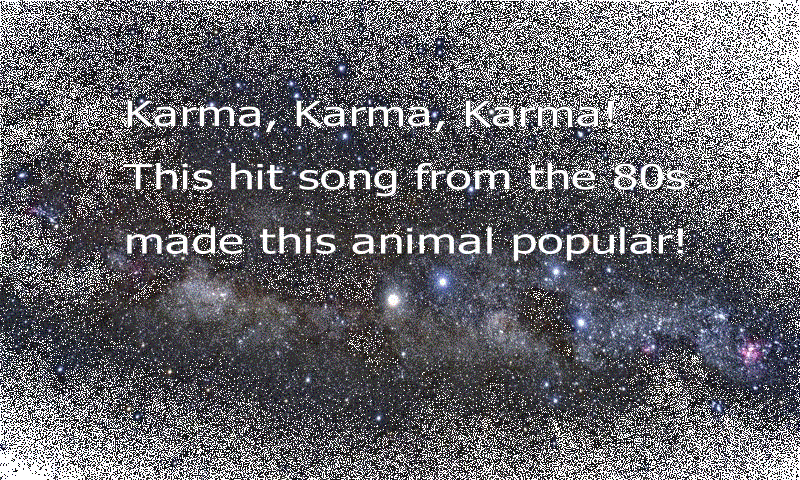 Karma, Karma, Karma!
This hit song from the 80s
made this animal popular!